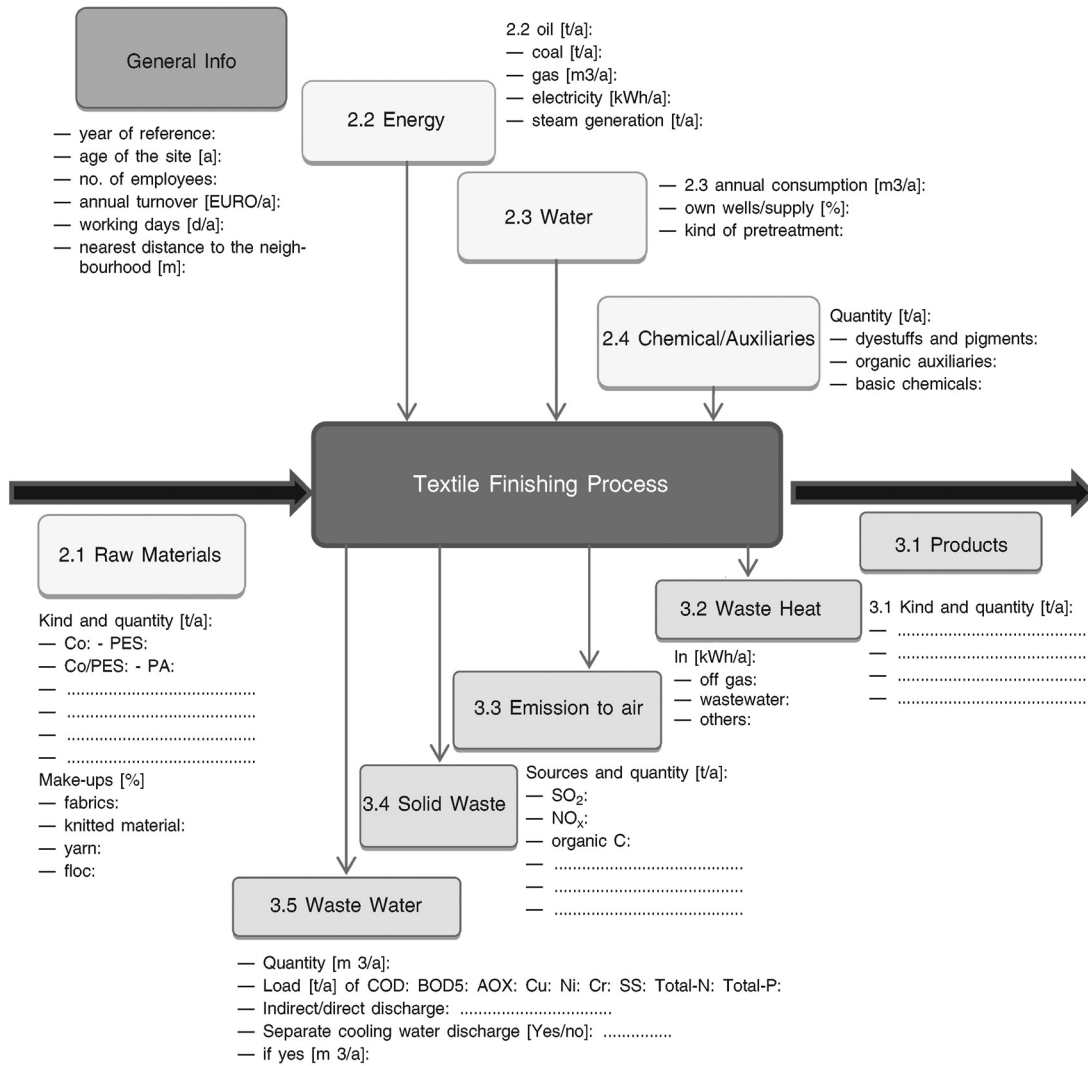 General Info
— year of reference:
— age of the site [a]:
— no. of employees:
— annual turnover [EURO/a]:
— working days [d/a]:
— nearest distance to the neigh-
bourhood [m]:
2.2 Energy
2.2 oil [t/a]:
— coal [t/a]:
— gas [m3/a]:
— electricity [kWh/a]:
— steam generation [t/a]:
2.3 Water
— 2.3 annual consumption [m3/a]:
— own wells/supply [%]:
— kind of pretreatment:
2.4 Chemical/Auxiliaries
Quantity [t/a]:
— dyestuffs and pigments:
— organic auxiliaries:
— basic chemicals:
Textile Finishing Process
2.1 Raw Materials
Kind and quantity [t/a]:
— Co: - PES:
— Co/PES: - PA:
— .........................................
— .........................................
— .........................................
— .........................................
Make-ups [%]
— fabrics:
— knitted material:
— yarn:
— floc:
3.1 Products
3.1 Kind and quantity [t/a]:
— .........................................
— .........................................
— .........................................
— .........................................
3.2 Waste Heat
In [kWh/a]:
— off gas:
— wastewater:
— others:
3.3 Emission to air
Sources and quantity [t/a]:
— SO2:
— NOx:
— organic C:
— .........................................
— .........................................
— .........................................
3.4 Solid Waste
3.5 Waste Water
— Quantity [m 3/a]:
— Load [t/a] of COD: BOD5: AOX: Cu: Ni: Cr: SS: Total-N: Total-P:
— Indirect/direct discharge: .................................
— Separate cooling water discharge [Yes/no]: ...............
— if yes [m 3/a]: